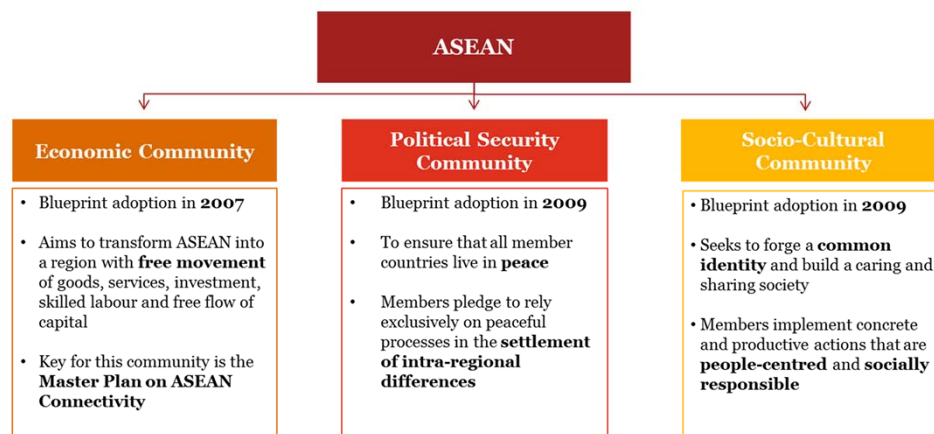 ASEAN
Economic Community
• Blueprint adoption in 2007
• Aims to transform ASEAN into
a region with free movement
of goods, services, investment,
skilled labour and free flow of
capital
• Key for this community is the
Master Plan on ASEAN
Connectivity
Political Security
Community
• Blueprint adoption in 2009
• To ensure that all member
countries live in peace
• Members pledge to rely
exclusively on peaceful
processes in the settlement
of intra-regional
differences
Socio-Cultural
Community
• Blueprint adoption in 2009
• Seeks to forge a common
identity and build a caring and
sharing society
• Members implement concrete
and productive actions that are
people-centred and socially
responsible